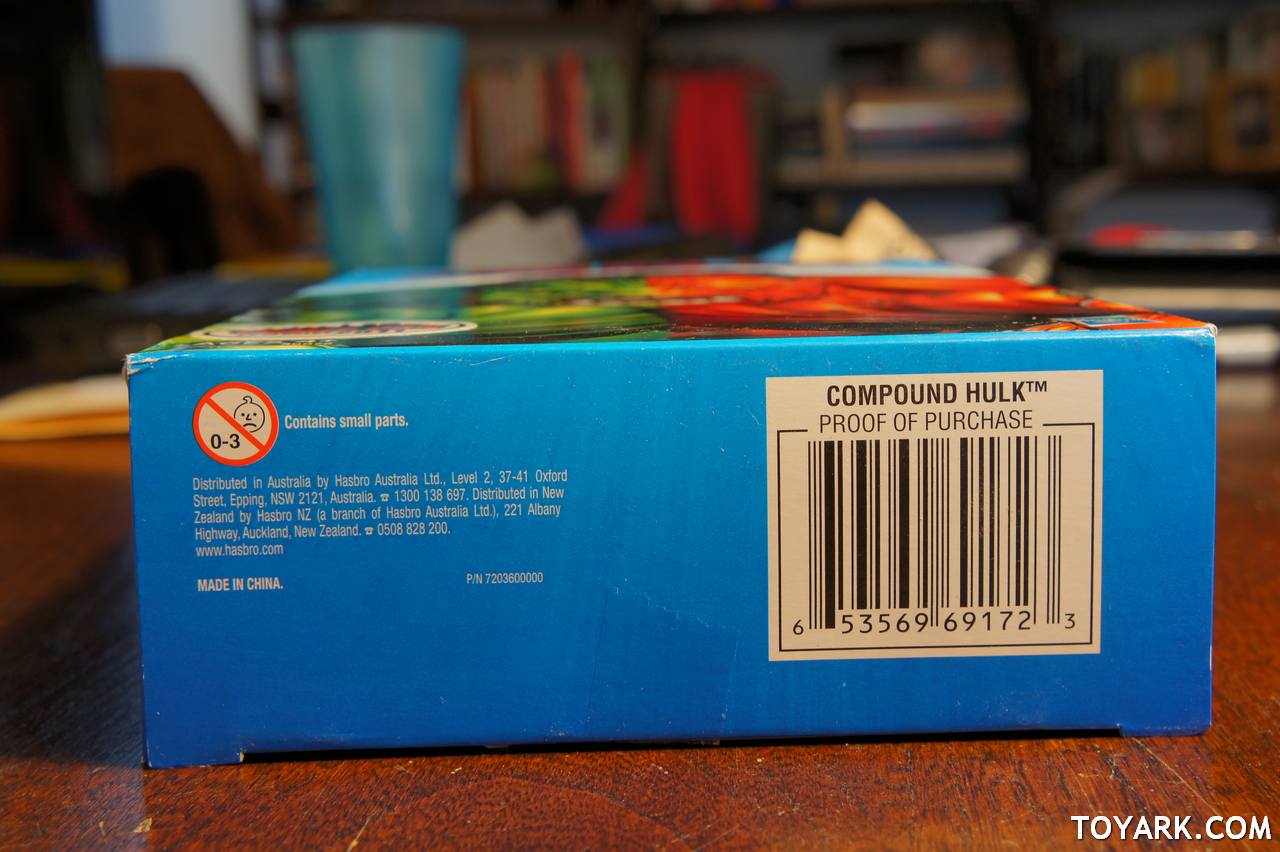 0-3
Contains small parts.
Distributed in Australia by Hasbro Australia Ltd., Level 2, 37-41 Oxford
Street, Epping, NSW 2121, Australia. ☎ 1300 138 697. Distributed in New
Zealand by Hasbro NZ (a branch of Hasbro Australia Ltd.), 221 Albany
Highway, Auckland, New Zealand. ☎ 0508 828 200.
www.hasbro.com
MADE IN CHINA.
P/N 7203600000
COMPOUND HULK™
PROOF OF PURCHASE
6 53569 69172 3
TOYARK.COM